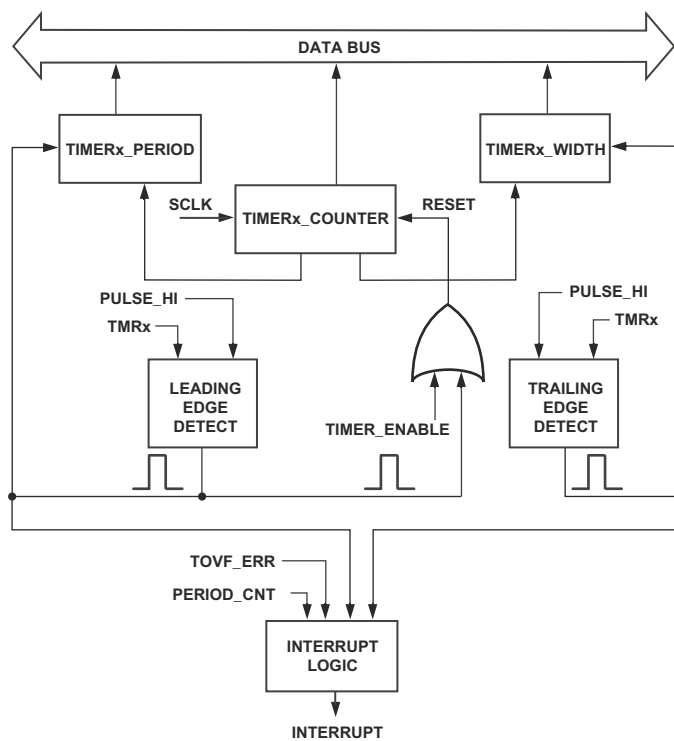 DATA BUS
TIMERx_PERIOD
TIMERx_WIDTH
SCLK
TIMERx_COUNTER
RESET
PULSE_HI
TMRx
PULSE_HI
TMRx
LEADING
EDGE
DETECT
TRAILING
EDGE
DETECT
TIMER_ENABLE
TOVF_ERR
PERIOD_CNT
INTERRUPT
LOGIC
INTERRUPT